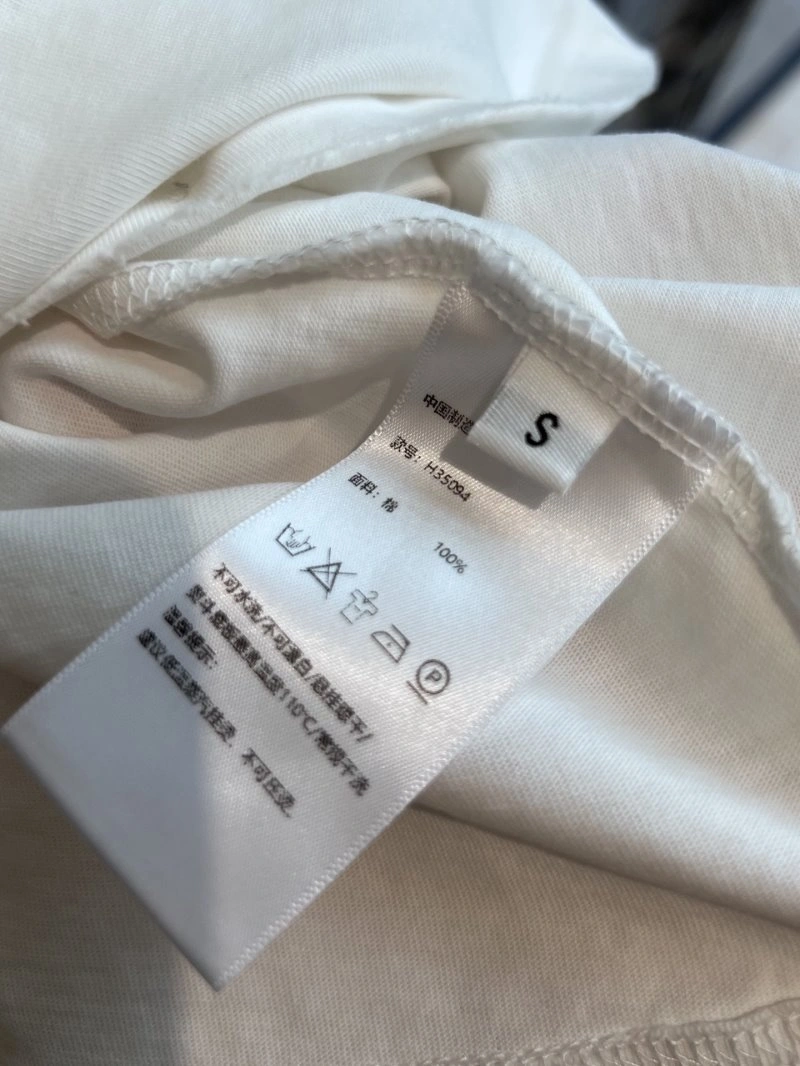 中国制造
S
款号：H35094
面料：棉 100%
P
不可水洗/不可漂白/悬挂晾干/
熨斗底板最高温度110℃/常规干洗
温馨提示：
建议低温蒸汽挂烫，不可压烫.